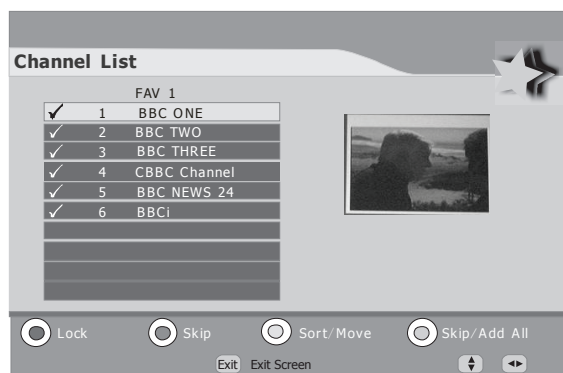 Channel List
FAV 1
1 BBC ONE
2 BBC TWO
3 BBC THREE
4 CBBC Channel
5 BBC NEWS 24
6 BBCi
Lock Skip Sort/Move Skip/Add All
Exit Exit Screen